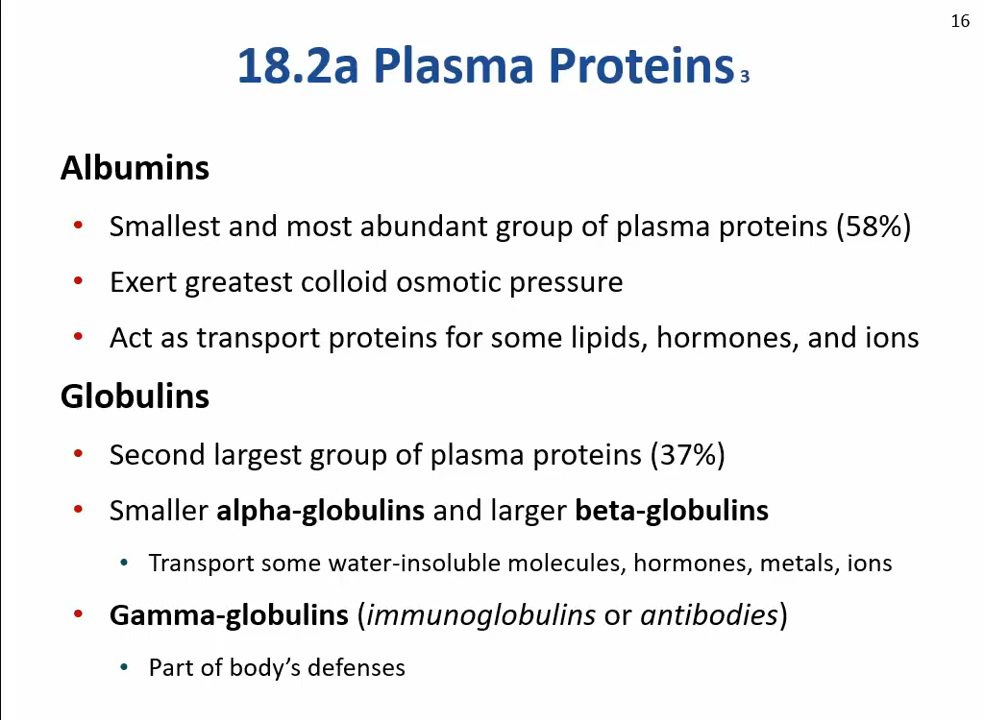 16
18.2a Plasma Proteins 3
Albumins
• Smallest and most abundant group of plasma proteins (58%)
• Exert greatest colloid osmotic pressure
• Act as transport proteins for some lipids, hormones, and ions
Globulins
• Second largest group of plasma proteins (37%)
• Smaller alpha-globulins and larger beta-globulins
• Transport some water-insoluble molecules, hormones, metals, ions
• Gamma-globulins (immunoglobulins or antibodies)
• Part of body’s defenses